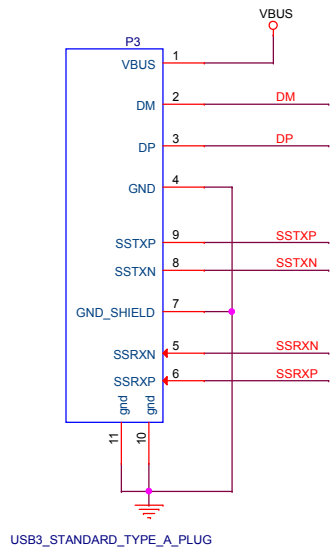 VBUS
P3
VBUS 1
DM 2 DM
DP 3 DP
GND 4
SSTXP 9 SSTXP
SSTXN 8 SSTXN
GND_SHIELD 7
SSRXN 5 SSRXN
SSRXP 6 SSRXP
gnd gnd
11 10
USB3_STANDARD_TYPE_A_PLUG